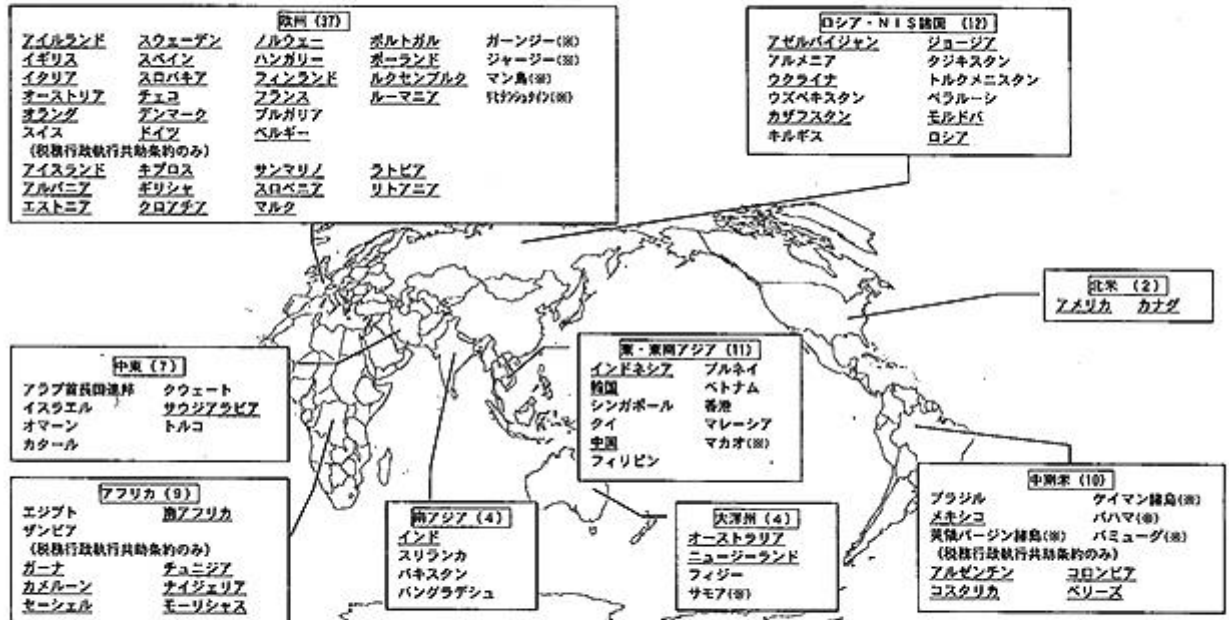 欧州 (37)
アイルランド スウェーデン ノルウェー ポルトガル ガーンジー(※)
イギリス スペイン ハンガリー ポーランド ジャージー(※)
イタリア スロバキア フィンランド ルクセンブルク マン島(※)
オーストリア チェコ フランス ルーマニア リヒテンシュタイン(※)
オランダ デンマーク ブルガリア
スイス ドイツ ベルギー
(税務行政執行共助条約のみ)
アイスランド キプロス サンマリノ ラトビア
アルバニア ギリシャ スロベニア リトアニア
エストニア クロアチア マルタ
ロシア・NIS諸国 (12)
アゼルバイジャン ジョージア
アルメニア タジキスタン
ウクライナ トルクメニスタン
ウズベキスタン ベラルーシ
カザフスタン モルドバ
キルギス ロシア
北米 (2)
アメリカ カナダ
中東 (7)
アラブ首長国連邦 クウェート
イスラエル サウジアラビア
オマーン トルコ
カタール
東・東南アジア (11)
インドネシア ブルネイ
韓国 ベトナム
シンガポール 香港
タイ マレーシア
中国 マカオ(※)
フィリピン
アフリカ (9)
エジプト 南アフリカ
ザンビア
(税務行政執行共助条約のみ)
ガーナ チュニジア
カメルーン ナイジェリア
セーシェル モーリシャス
南アジア (4)
インド
スリランカ
パキスタン
バングラデシュ
大洋州 (4)
オーストラリア
ニュージーランド
フィジー
サモア(※)
中南米 (10)
ブラジル ケイマン諸島(※)
メキシコ バハマ(※)
英領バージン諸島(※) バミューダ(※)
(税務行政執行共助条約のみ)
アルゼンチン コロンビア
コスタリカ ベリーズ